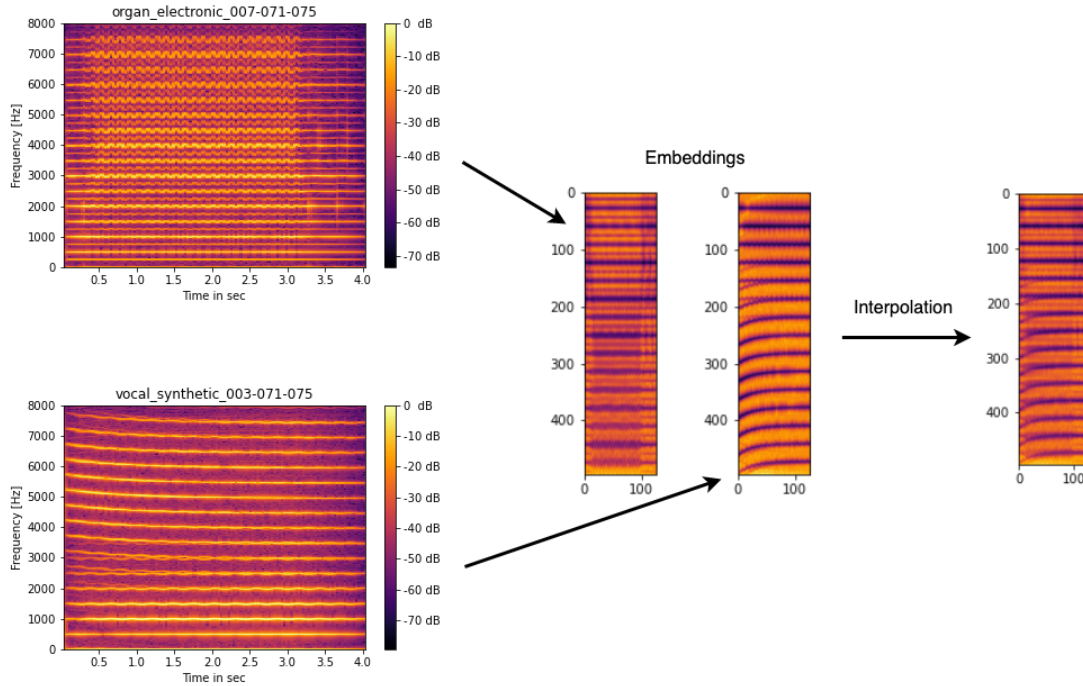 organ_electronic_007-071-075
8000
7000
6000
5000
4000
3000
2000
1000
0
Frequency [Hz]
0.5 1.0 1.5 2.0 2.5 3.0 3.5 4.0
Time in sec
0 dB
-0 dB
-10 dB
-20 dB
-30 dB
-40 dB
-50 dB
-60 dB
-70 dB
vocal_synthetic_003-071-075
8000
7000
6000
5000
4000
3000
2000
1000
0
Frequency [Hz]
0.5 1.0 1.5 2.0 2.5 3.0 3.5 4.0
Time in sec
0 dB
-0 dB
-10 dB
-20 dB
-30 dB
-40 dB
-50 dB
-60 dB
-70 dB
Embeddings
0
100
200
300
400
0 100
0
100
200
300
400
0 100
Interpolation
0
100
200
300
400
0 100